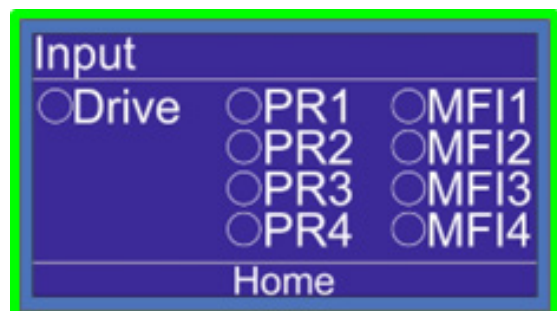 Input
Drive PR1 MFI1
PR2 MFI2
PR3 MFI3
PR4 MFI4
Home